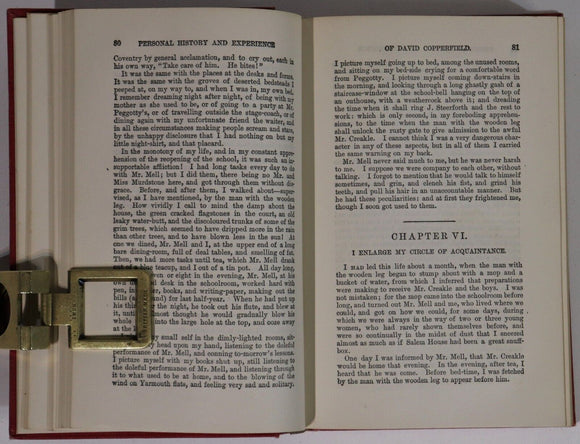 80 PERSONAL HISTORY AND EXPERIENCE
Coventry by general acclamation, and to cry out, each in
his own way, "Take care of him. He bites!"
It was the same with the places at the desks and forms.
It was the same with the groves of deserted bedsteads I
peeped at, on my way to, and when I was in, my own bed.
I remember dreaming night after night, of being with my
mother as she used to be, or of going to a party at Mr.
Peggotty's, or of travelling outside the stage-coach, or of
dining again with my unfortunate friend the waiter, and
in all these circumstances making people scream and stare,
by the unhappy disclosure that I had nothing on but my
little night-shirt, and that placard.
In the monotony of my life, and in my constant appre-
hension of the reopening of the school, it was such an in-
supportable affliction! I had long tasks every day to do
with Mr. Mell; but I did them, there being no Mr. and
Miss Murdstone here, and got through them without dis-
grace. Before, and after them, I walked about—super-
vised, as I have mentioned, by the man with the wooden
leg. How vividly I call to mind the damp about the
house, the green cracked flagstones in the court, an old
leaky water-butt, and the discoloured trunks of some of the
grim trees, which seemed to have dripped more in the rain
than other trees, and to have blown less in the sun! At
one we dined, Mr. Mell and I, at the upper end of a long
bare dining-room, full of deal tables, and smelling of fat.
Then, we had more tasks until tea, which Mr. Mell drank
out of a blue teacup, and I out of a tin pot. All day long,
seven or eight in the evening, Mr. Mell, at his
desk in the schoolroom, worked hard with
ink, ruler, books, and writing-paper, making out the
bills (
) for last half-year. When he had put up
his
the night, he took out his flute, and blew at
almost thought he would gradually blow his
into the large hole at the top, and ooze away
at
small self in the dimly-lighted rooms, sit-
head upon my hand, listening to the doleful
performance of Mr. Mell, and conning to-morrow's lessons.
I picture myself with my books shut up, still listening to
the doleful performance of Mr. Mell, and listening through
it to what used to be at home, and to the blowing of the
wind on Yarmouth flats, and feeling very sad and solitary.
OF DAVID COPPERFIELD. 81
I picture myself going up to bed, among the unused rooms,
and sitting on my bed-side crying for a comfortable word
from Peggotty. I picture myself coming down-stairs in
the morning, and looking through a long ghastly gash of a
staircase-window at the school-bell hanging on the top of
an outhouse, with a weathercock above it; and dreading
the time when it shall ring J. Steerforth and the rest to
work: which is only second, in my foreboding apprehen-
sions, to the time when the man with the wooden leg
shall unlock the rusty gate to give admission to the awful
Mr. Creakle. I cannot think I was a very dangerous char-
acter in any of these aspects, but in all of them I carried
the same warning on my back.
Mr. Mell never said much to me, but he was never harsh
to me. I suppose we were company to each other, without
talking. I forgot to mention that he would talk to himself
sometimes, and grin, and clench his fist, and grind his
teeth, and pull his hair in an unaccountable manner. But
he had these peculiarities; and at first they frightened me,
though I soon got used to them.
CHAPTER VI.
I ENLARGE MY CIRCLE OF ACQUAINTANCE.
I HAD led this life about a month, when the man with
the wooden leg began to stump about with a mop and a
bucket of water, from which I inferred that preparations
were making to receive Mr. Creakle and the boys. I was
not mistaken; for the mop came into the schoolroom before
long, and turned out Mr. Mell and me, who lived where we
could, and got on how we could, for some days, during
which we were always in the way of two or three young
women, who had rarely shown themselves before, and
were so continually in the midst of dust that I sneezed
almost as much as if Salem House had been a great snuff-
box.
One day I was informed by Mr. Mell, that Mr. Creakle
would be home that evening. In the evening, after tea, I
heard that he was come. Before bed-time, I was fetched
by the man with the wooden leg to appear before him.